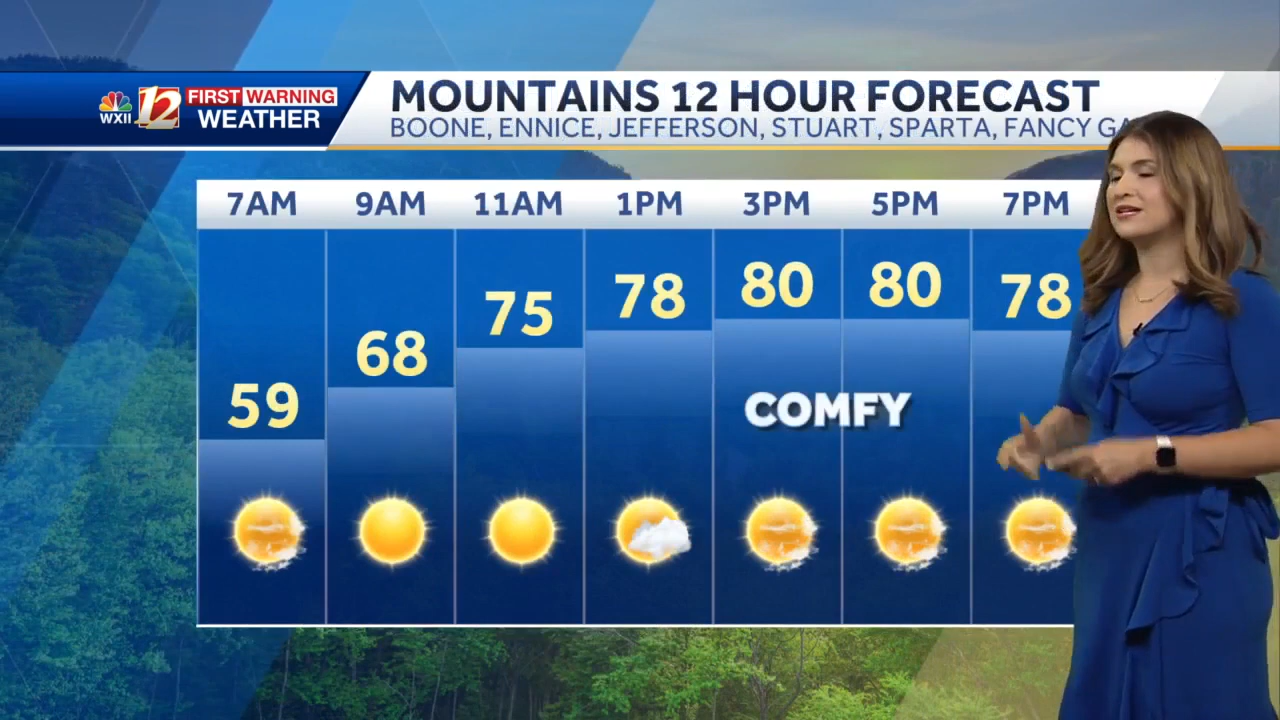 WXII 12 FIRST WARNING
WEATHER
MOUNTAINS 12 HOUR FORECAST
BOONE, ENNICE, JEFFERSON, STUART, SPARTA, FANCY
7AM 9AM 11AM 1PM 3PM 5PM 7PM
59 68 75 78 80 80 78
COMFY